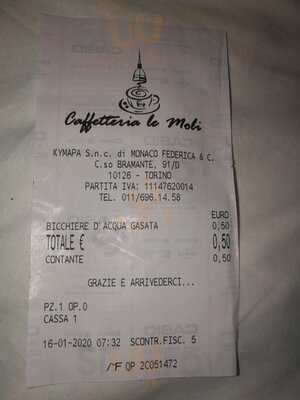 Caffetteria le Moli
KYMAPA S.n.c. di MONACO FEDERICA & C.
C.so BRAMANTE, 91/D
10126 - TORINO
PARTITA IVA: 11147620014
TEL. 011/696.14.58
EURO
BICCHIERE D'ACQUA GASATA 0,50
TOTALE € 0,50
CONTANTE 0,50
GRAZIE E ARRIVEDERCI...
PZ.1 OP.0
CASSA 1
16-01-2020 07:32 SCONTR.FISC. 5
MF QP 2C051472